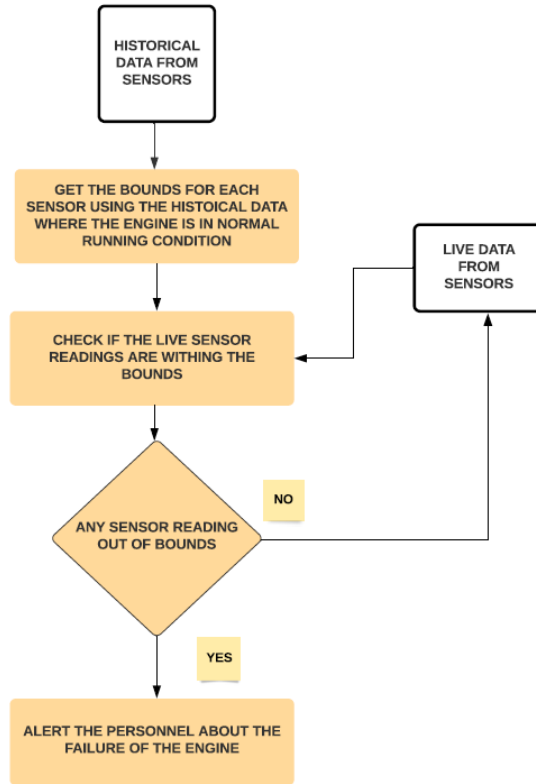 HISTORICAL
DATA FROM
SENSORS
GET THE BOUNDS FOR EACH
SENSOR USING THE HISTOICAL DATA
WHERE THE ENGINE IS IN NORMAL
RUNNING CONDITION
LIVE DATA
FROM
SENSORS
CHECK IF THE LIVE SENSOR
READINGS ARE WITHING THE
BOUNDS
NO
ANY SENSOR READING
OUT OF BOUNDS
YES
ALERT THE PERSONNEL ABOUT THE
FAILURE OF THE ENGINE